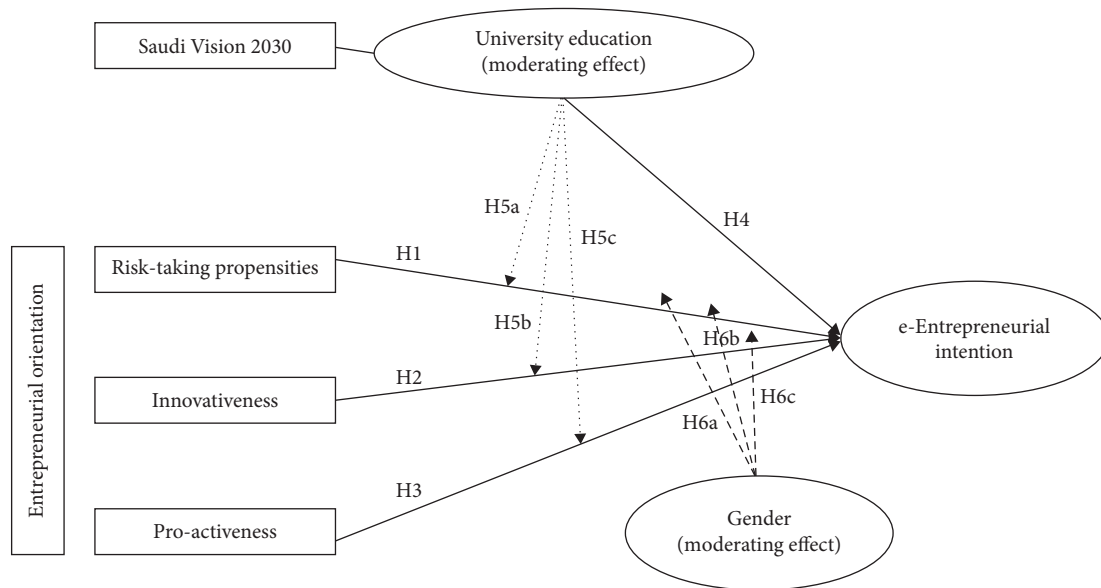 Saudi Vision 2030
University education
(moderating effect)
H5a
H5c
H4
Entrepreneurial orientation
Risk-taking propensities
H1
H5b
H6b
e-Entrepreneurial
intention
Innovativeness
H2
H6c
H6a
H3
Pro-activeness
Gender
(moderating effect)